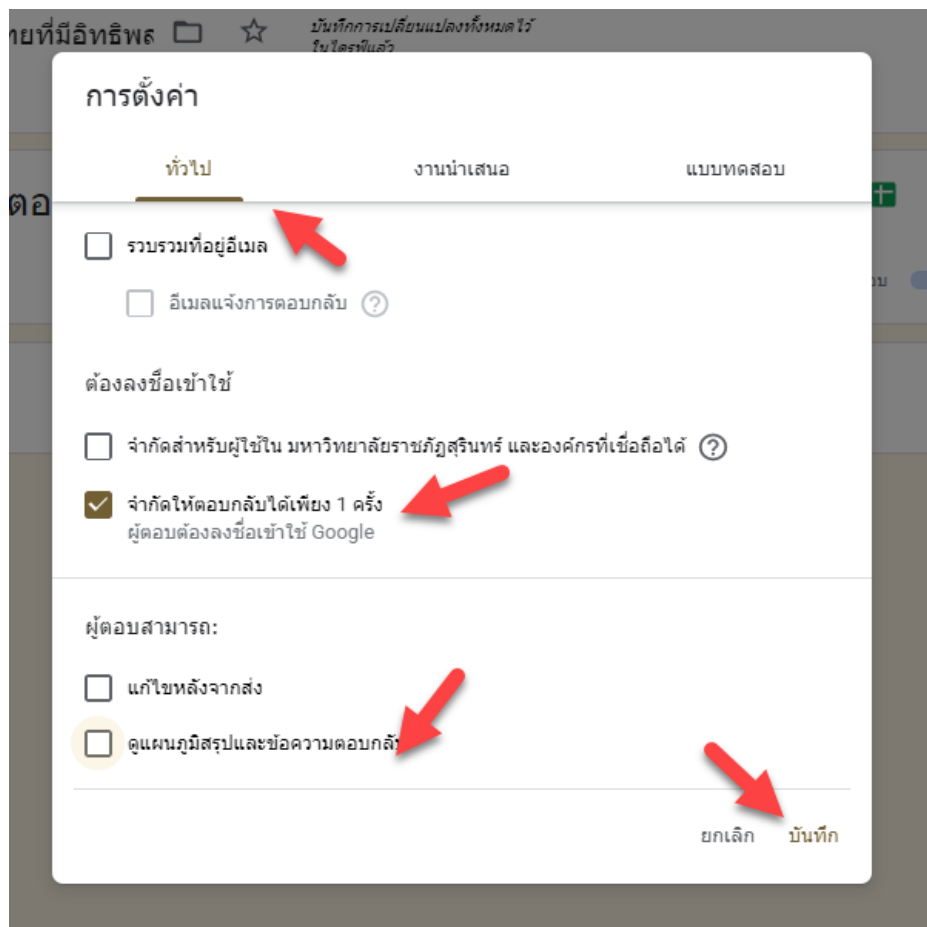 ายที่มีอิทธิพล
บันทึกการเปลี่ยนแปลงทั้งหมดไว้
ในไดรฟ์แล้ว
การตั้งค่า
ทั่วไป งานนำเสนอ แบบทดสอบ
ตอ
รวบรวมที่อยู่อีเมล
อีเมลแจ้งการตอบกลับ ?
ต้องลงชื่อเข้าใช้
จำกัดสำหรับผู้ใช้ใน มหาวิทยาลัยราชภัฏสุรินทร์ และองค์กรที่เชื่อถือได้ ?
จำกัดให้ตอบกลับได้เพียง 1 ครั้ง
ผู้ตอบต้องลงชื่อเข้าใช้ Google
ผู้ตอบสามารถ:
แก้ไขหลังจากส่ง
ดูแผนภูมิสรุปและข้อความตอบกลับ
ยกเลิก บันทึก